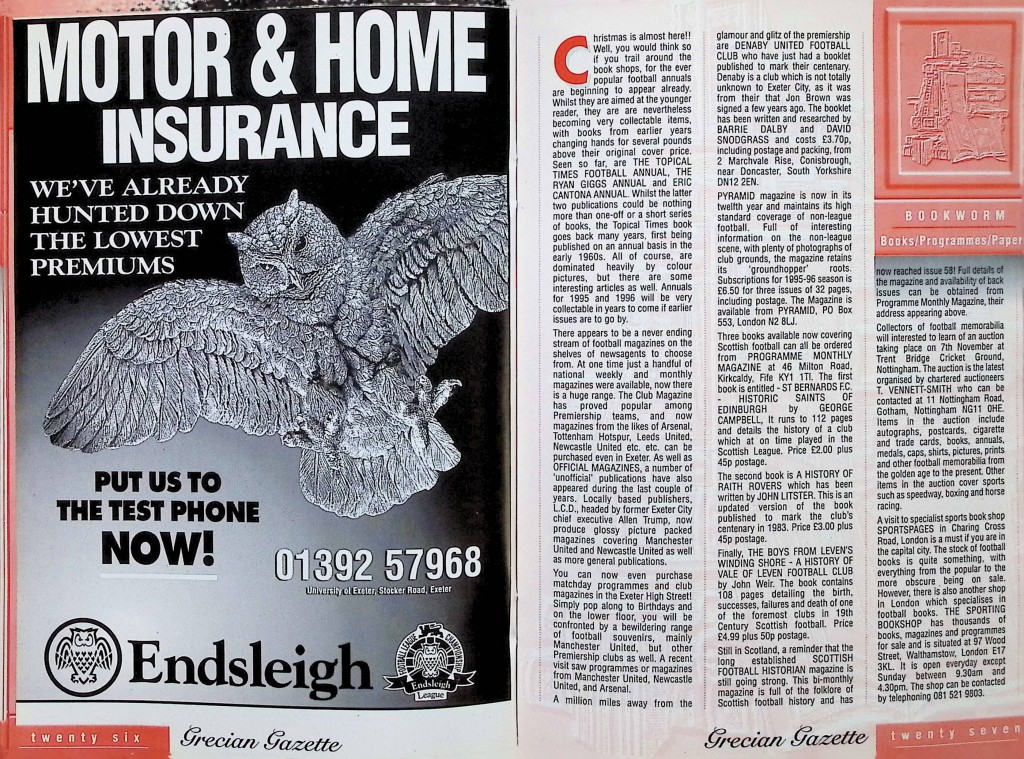 MOTOR & HOME
INSURANCE
WE'VE ALREADY
HUNTED DOWN
THE LOWEST
PREMIUMS
PUT US TO
THE TEST PHONE
NOW!
01392 57968
University of Exeter, Stocker Road, Exeter
Endsleigh
Endsleigh
League
twenty six
Grecian Gazette
Christmas is almost here!!
Well, you would think so
if you trail around the
book shops, for the ever
popular football annuals
are beginning to appear already.
Whilst they are aimed at the younger
reader, they are are nevertheless
becoming very collectable items,
with books from earlier years
changing hands for several pounds
above their original cover price.
Seen so far, are THE TOPICAL
TIMES FOOTBALL ANNUAL, THE
RYAN GIGGS ANNUAL and ERIC
CANTONA ANNUAL. Whilst the latter
two publications could be nothing
more than one-off or a short series
of books, the Topical Times book
goes back many years, first being
published on an annual basis in the
early 1960s. All of course, are
dominated heavily by colour
pictures, but there are some
interesting articles as well. Annuals
for 1995 and 1996 will be very
collectable in years to come if earlier
issues are to go by.
There appears to be a never ending
stream of football magazines on the
shelves of newsagents to choose
from. At one time just a handful of
national weekly and monthly
magazines were available, now there
is a huge range. The Club Magazine
has proved popular among
Premiership teams, and now
magazines from the likes of Arsenal,
Tottenham Hotspur, Leeds United,
Newcastle United etc. etc. can be
purchased even in Exeter. As well as
OFFICIAL MAGAZINES, a number of
'unofficial' publications have also
appeared during the last couple of
years. Locally based publishers,
L.C.D., headed by former Exeter City
chief executive Allen Trump, now
produce glossy picture packed
magazines covering Manchester
United and Newcastle United as well
as more general publications.
You can now even purchase
matchday programmes and club
magazines in the Exeter High Street!
Simply pop along to Birthdays and
on the lower floor, you will be
confronted by a bewildering range
of football souvenirs, mainly
Manchester United, but other
Premiership clubs as well. A recent
visit saw programmes or magazines
from Manchester United, Newcastle
United, and Arsenal.
A million miles away from the
glamour and glitz of the premiership
are DENABY UNITED FOOTBALL
CLUB who have just had a booklet
published to mark their centenary.
Denaby is a club which is not totally
unknown to Exeter City, as it was
from their that Jon Brown was
signed a few years ago. The booklet
has been written and researched by
BARRIE DALBY and DAVID
SNODGRASS and costs £3.70p,
including postage and packing, from
2 Marchvale Rise, Conisbrough,
near Doncaster, South Yorkshire
DN12 2EN.
PYRAMID magazine is now in its
twelfth year and maintains its high
standard coverage of non-league
football. Full of interesting
information on the non-league
scene, with plenty of photographs of
club grounds, the magazine retains
its 'groundhopper' roots.
Subscriptions for 1995-96 season is
£6.50 for three issues of 32 pages,
including postage. The Magazine is
available from PYRAMID, PO Box
553, London N2 8LJ.
Three books available now covering
Scottish football can all be ordered
from PROGRAMME MONTHLY
MAGAZINE at 46 Milton Road,
Kirkcaldy, Fife KY1 1TI. The first
book is entitled - ST BERNARDS F.C.
- HISTORIC SAINTS OF
EDINBURGH by GEORGE
CAMPBELL, It runs to 112 pages
and details the history of a club
which at on time played in the
Scottish League. Price £2.00 plus
45p postage.
The second book is A HISTORY OF
RAITH ROVERS which has been
written by JOHN LITSTER. This is an
updated version of the book
published to mark the club's
centenary in 1983. Price £3.00 plus
45p postage.
Finally, THE BOYS FROM LEVEN'S
WINDING SHORE - A HISTORY OF
VALE OF LEVEN FOOTBALL CLUB
by John Weir. The book contains
108 pages detailing the birth,
successes, failures and death of one
of the foremost clubs in 19th
Century Scottish football. Price
£4.99 plus 50p postage.
Still in Scotland, a reminder that the
long established SCOTTISH
FOOTBALL HISTORIAN magazine is
still going strong. This bi-monthly
magazine is full of the folklore of
Scottish football history and has
BOOKWORM
Books/Programmes/Paper
now reached issue 58! Full details of
the magazine and availability of back
issues can be obtained from
Programme Monthly Magazine, their
address appearing above.
Collectors of football memorabilia
will interested to learn of an auction
taking place on 7th November at
Trent Bridge Cricket Ground,
Nottingham. The auction is the latest
organised by chartered auctioneers
T. VENNETT-SMITH who can be
contacted at 11 Nottingham Road,
Gotham, Nottingham NG11 0HE.
Items in the auction include
autographs, postcards, cigarette
and trade cards, books, annuals,
medals, caps, shirts, pictures, prints
and other football memorabilia from
the golden age to the present. Other
items in the auction cover sports
such as speedway, boxing and horse
racing.
A visit to specialist sports book shop
SPORTSPAGES in Charing Cross
Road, London is a must if you are in
the capital city. The stock of football
books is quite something, with
everything from the popular to the
more obscure being on sale.
However, there is also another shop
in London which specialises in
football books. THE SPORTING
BOOKSHOP has thousands of
books, magazines and programmes
for sale and is situated at 97 Wood
Street, Walthamstow, London E17
3KL. It is open everyday except
Sunday between 9.30am and
4.30pm. The shop can be contacted
by telephoning 081 521 9803.
Grecian Gazette
twenty seven